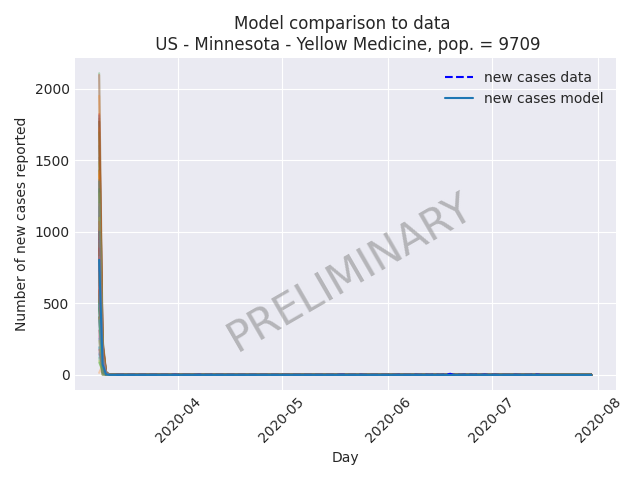 Model comparison to data
US - Minnesota - Yellow Medicine, pop. = 9709
new cases data
new cases model
Number of new cases reported
2000
1500
1000
500
0
PRELIMINARY
2020-04
2020-05
2020-06
2020-07
2020-08
Day